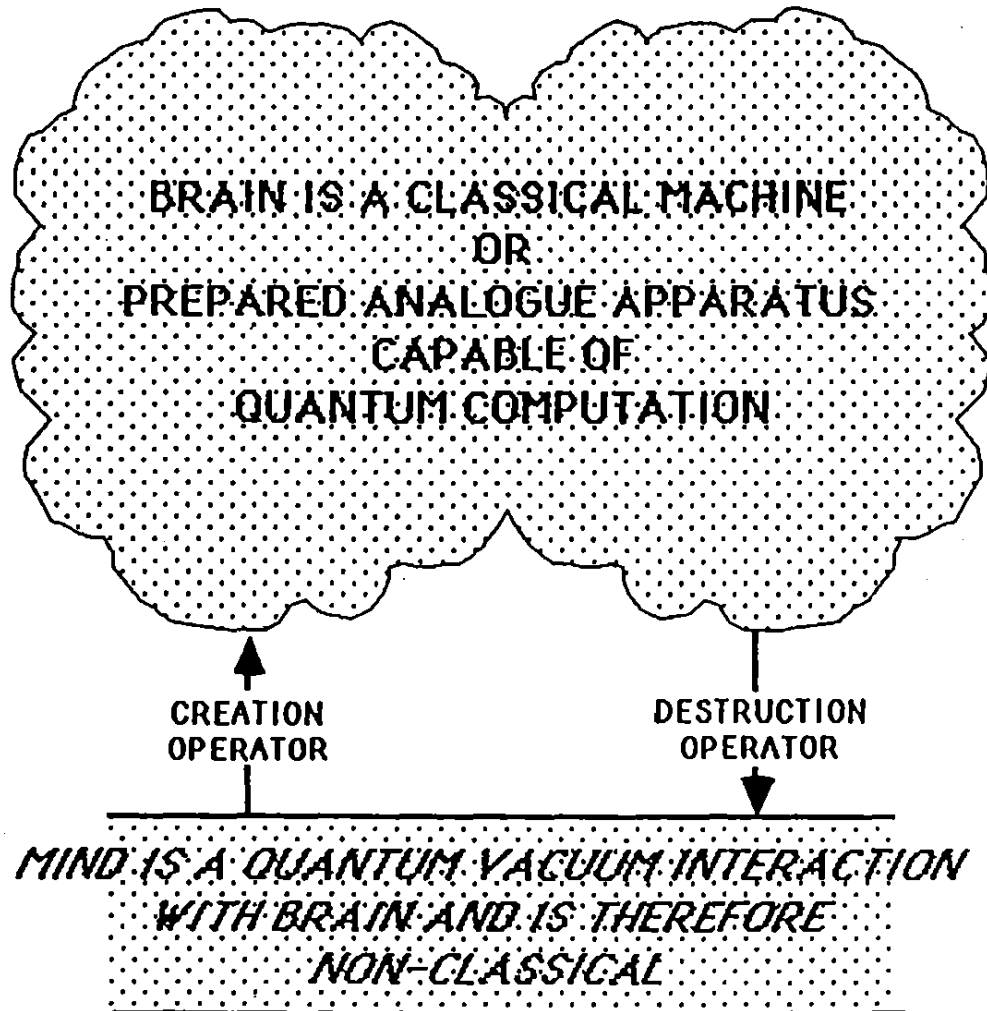 BRAIN IS A CLASSICAL MACHINE
OR
PREPARED ANALOGUE APPARATUS
CAPABLE OF
QUANTUM COMPUTATION
CREATION
OPERATOR
DESTRUCTION
OPERATOR
MIND IS A QUANTUM VACUUM INTERACTION
WITH BRAIN AND IS THEREFORE
NON-CLASSICAL